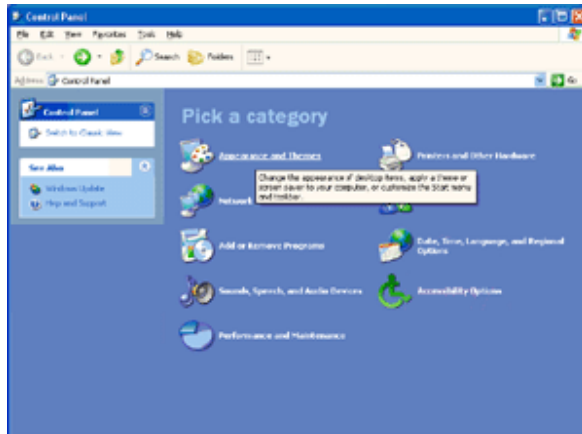 Control Panel
File Edit View Favorites Tools Help
Back Search Folders
Address Control Panel Go
Control Panel
Switch to Classic View
See Also
Windows Update
Help and Support
Pick a category
Appearance and Themes
Printers and Other Hardware
Change the appearance of desktop items, apply a theme or
screen saver to your computer, or customize the Start menu
and taskbar.
Network
Add or Remove Programs
Date, Time, Language, and Regional
Options
Sounds, Speech, and Audio Devices
Accessibility Options
Performance and Maintenance